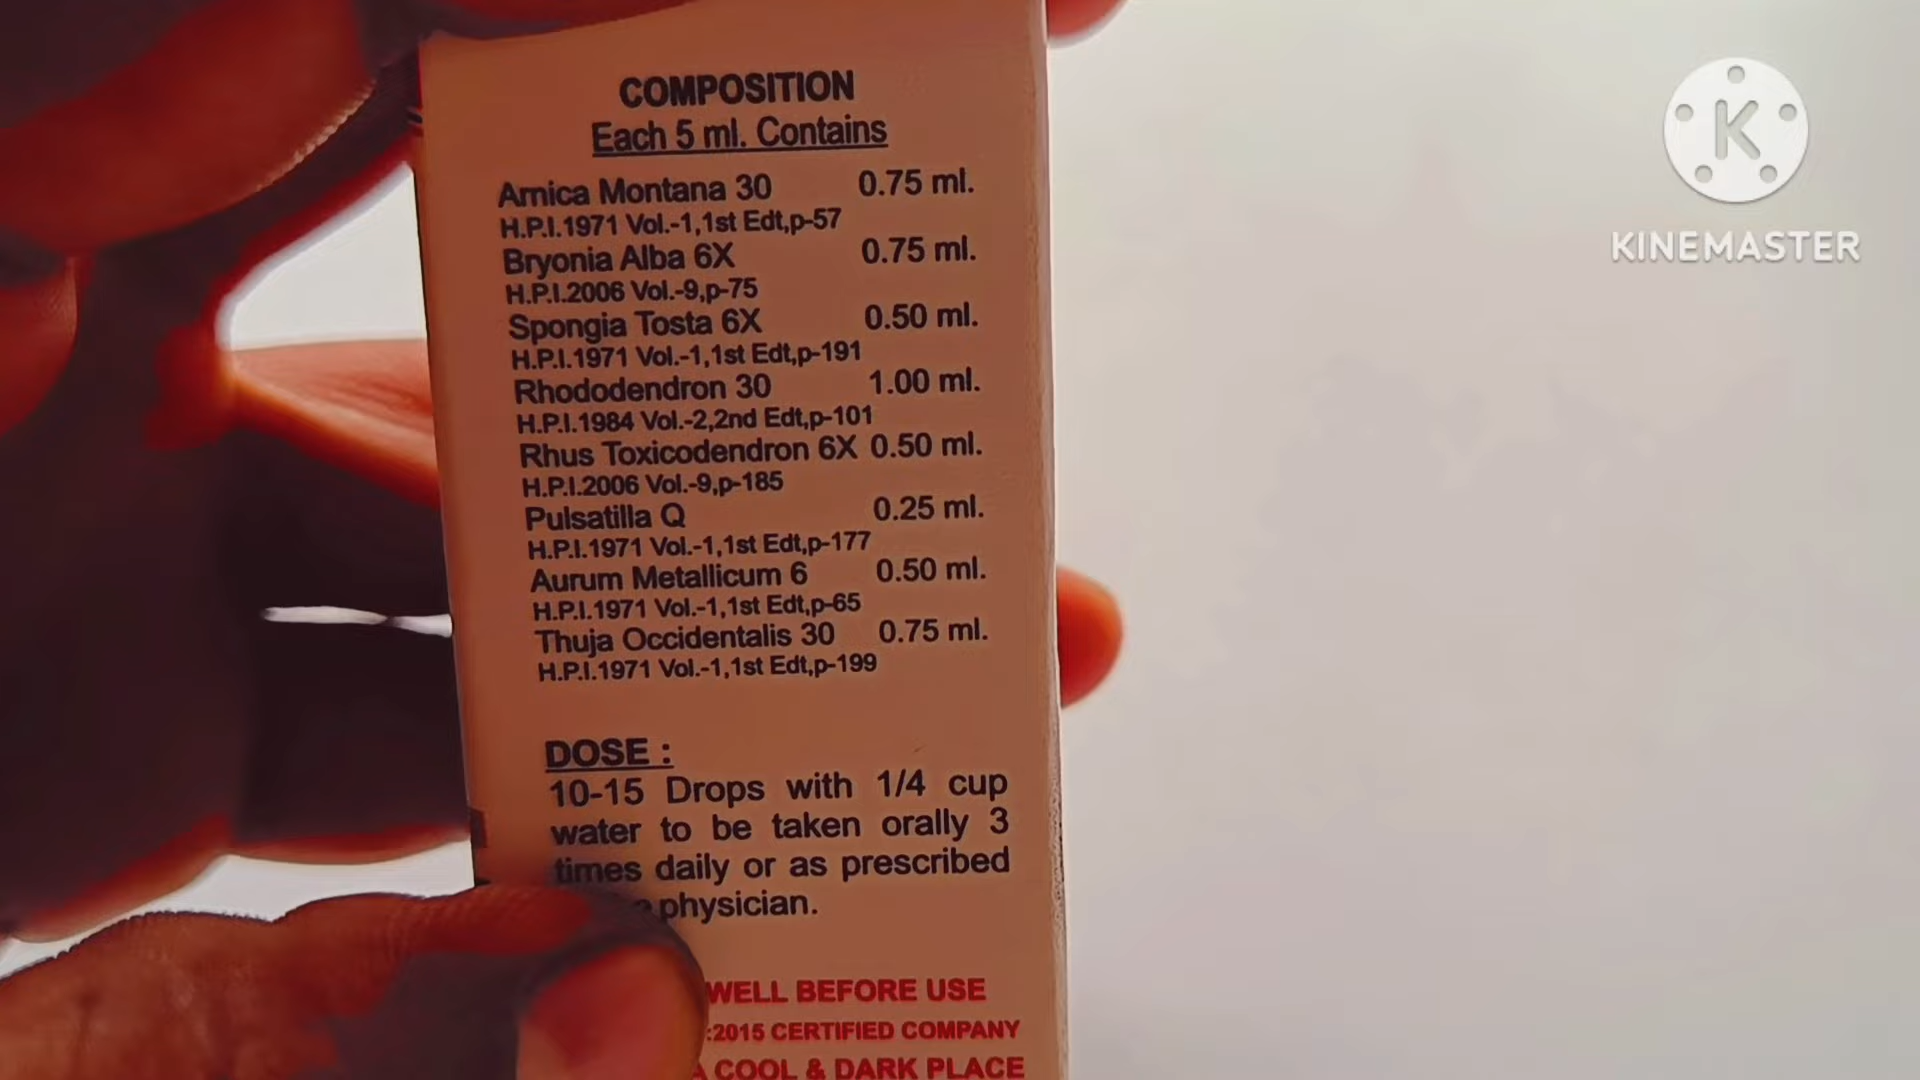 COMPOSITION
Each 5 ml. Contains
Arnica Montana 30 0.75 ml.
H.P.I.1971 Vol.-1,1st Edt,p-57
Bryonia Alba 6X 0.75 ml.
H.P.I.2006 Vol.-9,p-75
Spongia Tosta 6X 0.50 ml.
H.P.I.1971 Vol.-1,1st Edt,p-191
Rhododendron 30 1.00 ml.
H.P.I.1984 Vol.-2,2nd Edt,p-101
Rhus Toxicodendron 6X 0.50 ml.
H.P.I.2006 Vol.-9,p-185
Pulsatilla Q 0.25 ml.
H.P.I.1971 Vol.-1,1st Edt,p-177
Aurum Metallicum 6 0.50 ml.
H.P.I.1971 Vol.-1,1st Edt,p-65
Thuja Occidentalis 30 0.75 ml.
H.P.I.1971 Vol.-1,1st Edt,p-199
DOSE :
10-15 Drops with 1/4 cup
water to be taken orally 3
times daily or as prescribed
physician.
WELL BEFORE USE
:2015 CERTIFIED COMPANY
A COOL & DARK PLACE
K
KINEMASTER